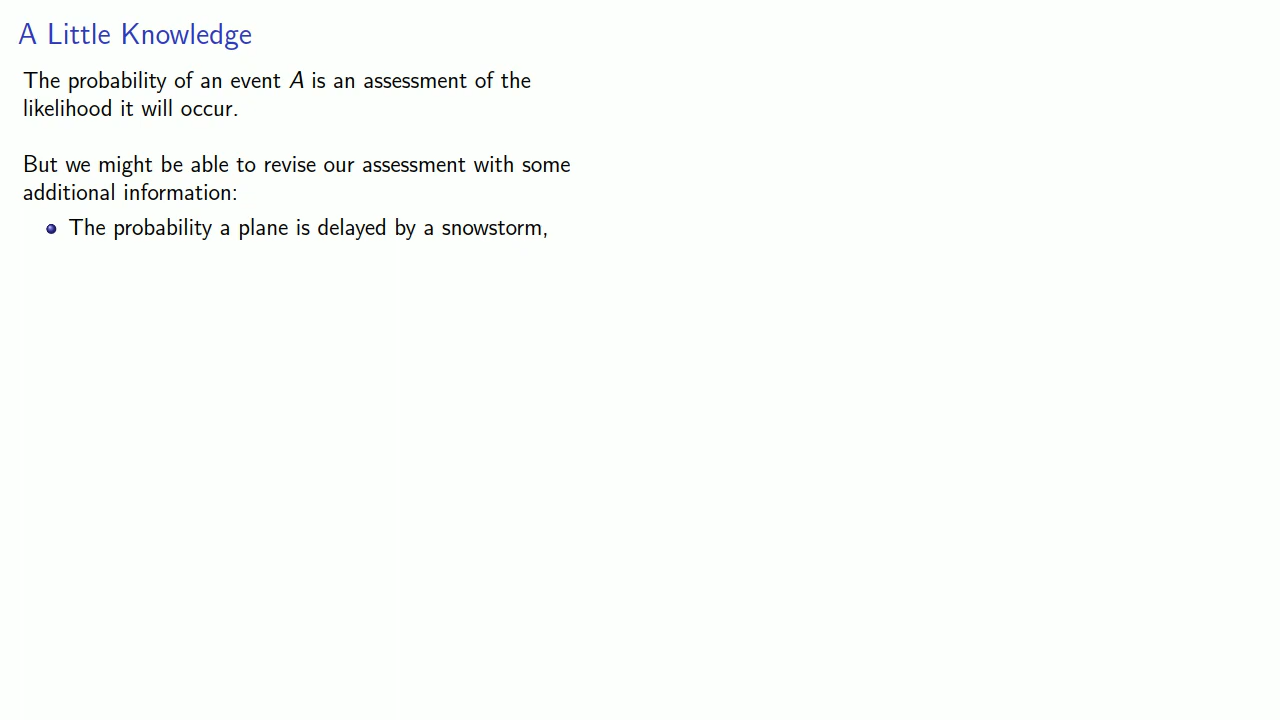 A Little Knowledge
The probability of an event A is an assessment of the
likelihood it will occur.
But we might be able to revise our assessment with some
additional information:
The probability a plane is delayed by a snowstorm,